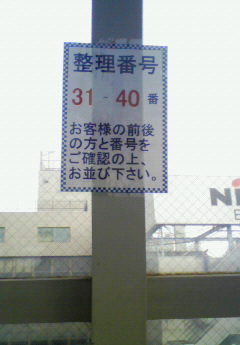 整理番号
31 - 40 番
お客様の前後
の方と番号を
ご確認の上、
お並び下さい。